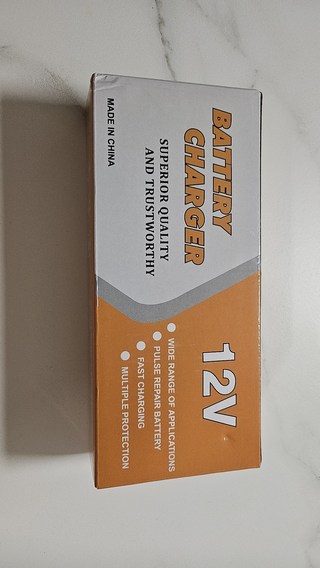 BATTERY
CHARGER
SUPERIOR QUALITY
AND TRUSTWORTHY
MADE IN CHINA
12V
WIDE RANGE OF APPLICATIONS
PULSE REPAIR BATTERY
FAST CHARGING
MULTIPLE PROTECTION